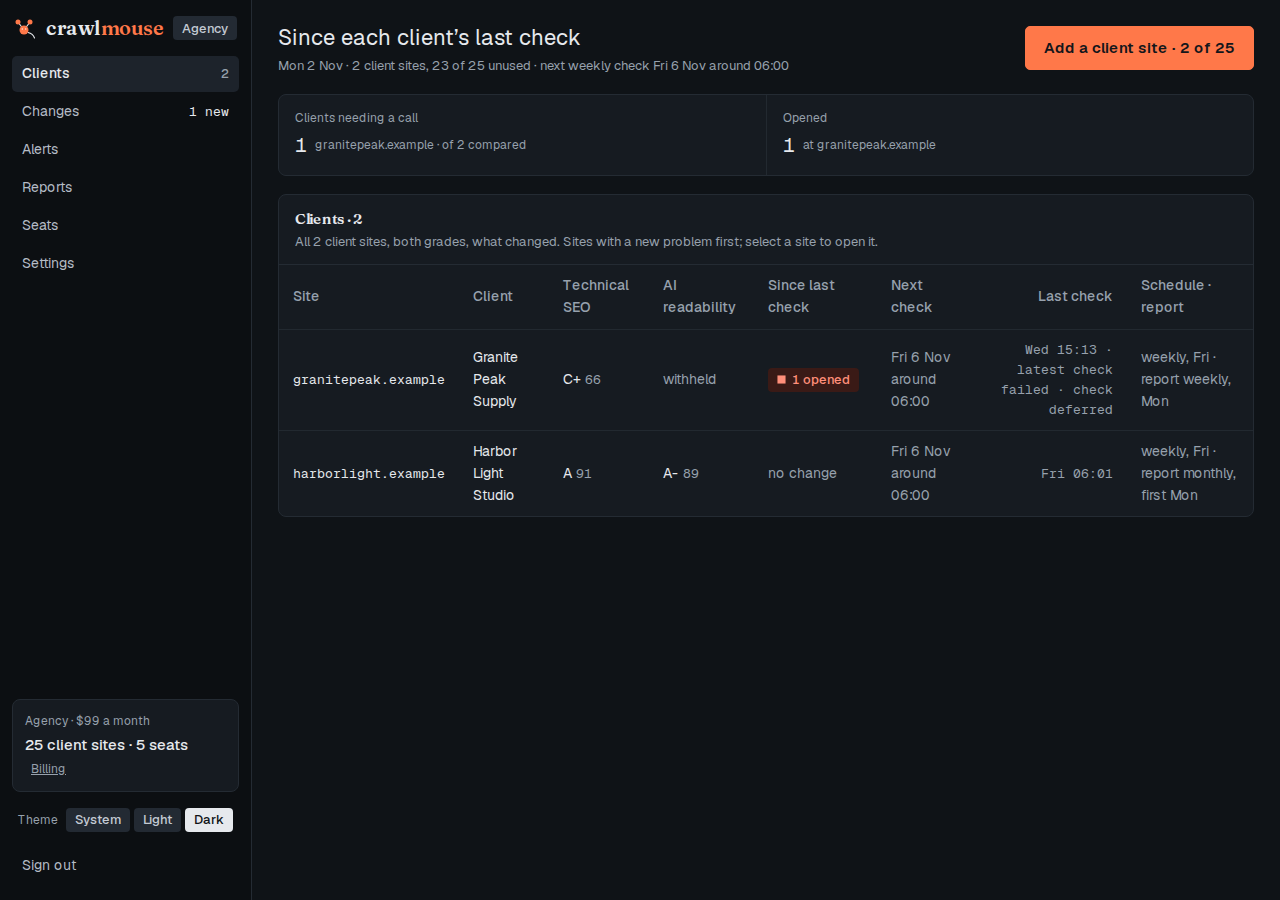 crawlmouse Agency
Clients 2
Changes 1 new
Alerts
Reports
Seats
Settings
Agency · $99 a month
25 client sites · 5 seats
Billing
Theme System Light Dark
Sign out
Since each client’s last check
Mon 2 Nov · 2 client sites, 23 of 25 unused · next weekly check Fri 6 Nov around 06:00
Add a client site · 2 of 25
Clients needing a call
1 granitepeak.example · of 2 compared
Opened
1 at granitepeak.example
Clients · 2
All 2 client sites, both grades, what changed. Sites with a new problem first; select a site to open it.
Site
Client
Technical
SEO
AI
readability
Since last
check
Next
check
Last check
Schedule ·
report
granitepeak.example
Granite
Peak
Supply
C+ 66
withheld
1 opened
Fri 6 Nov
around
06:00
Wed 15:13 ·
latest check
failed · check
deferred
weekly, Fri ·
report weekly,
Mon
harborlight.example
Harbor
Light
Studio
A 91
A- 89
no change
Fri 6 Nov
around
06:00
Fri 06:01
weekly, Fri ·
report monthly,
first Mon